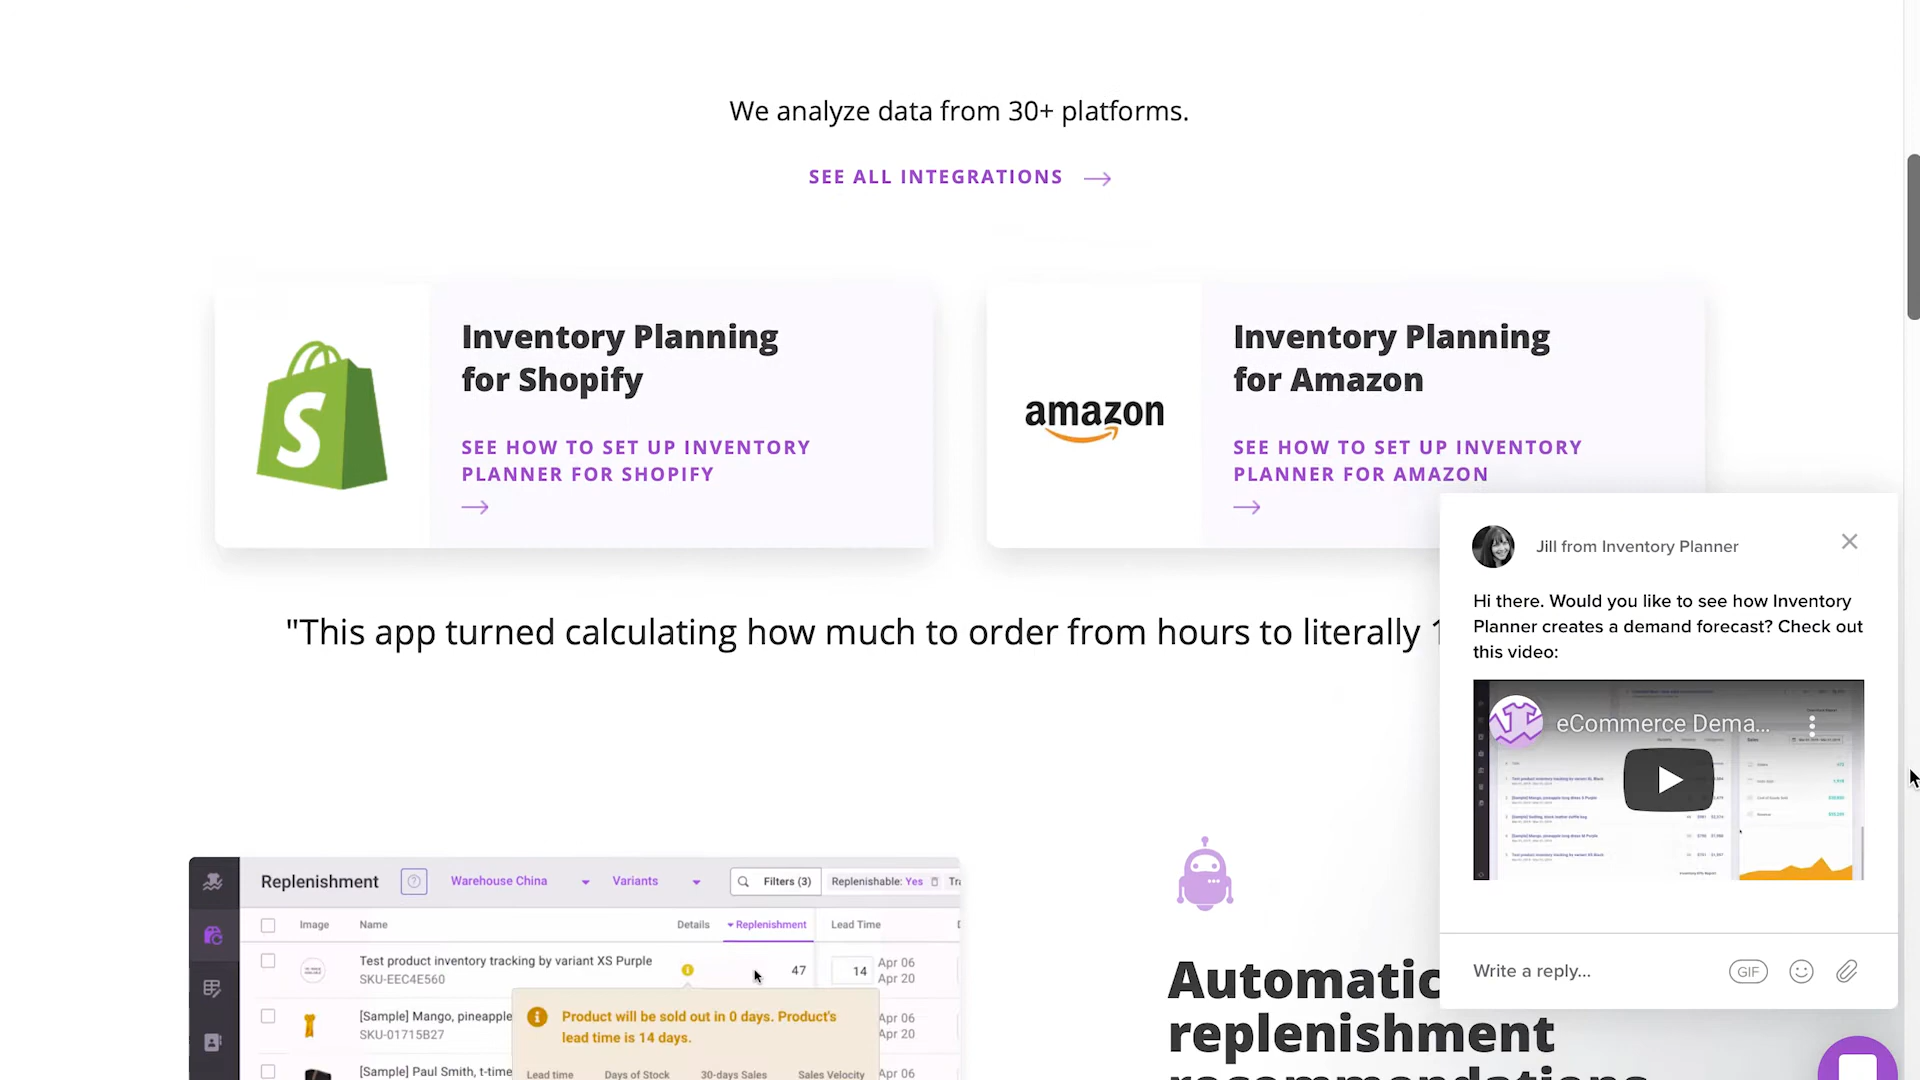 We analyze data from 30+ platforms.
SEE ALL INTEGRATIONS
Inventory Planning
for Shopify
SEE HOW TO SET UP INVENTORY
PLANNER FOR SHOPIFY
amazon
Inventory Planning
for Amazon
SEE HOW TO SET UP INVENTORY
PLANNER FOR AMAZON
"This app turned calculating how much to order from hours to literally
Jill from Inventory Planner
Hi there. Would you like to see how Inventory
Planner creates a demand forecast? Check out
this video:
eCommerce Dema...
Write a reply...
GIF
Replenishment
Warehouse China
Variants
Filters (3)
Replenishable: Yes
Image
Name
Details
Replenishment
Lead Time
Test product inventory tracking by variant XS Purple
SKU-EEC4E560
47
14
Apr 06
Apr 20
[Sample] Mango, pineapple
SKU-01715B27
Product will be sold out in 0 days. Product's
lead time is 14 days.
Apr 06
Apr 20
[Sample] Paul Smith, t-time
Lead time
Days of Stock
30-days Sales
Sales Velocity
Apr 06
Automatic
replenishment
recommendations